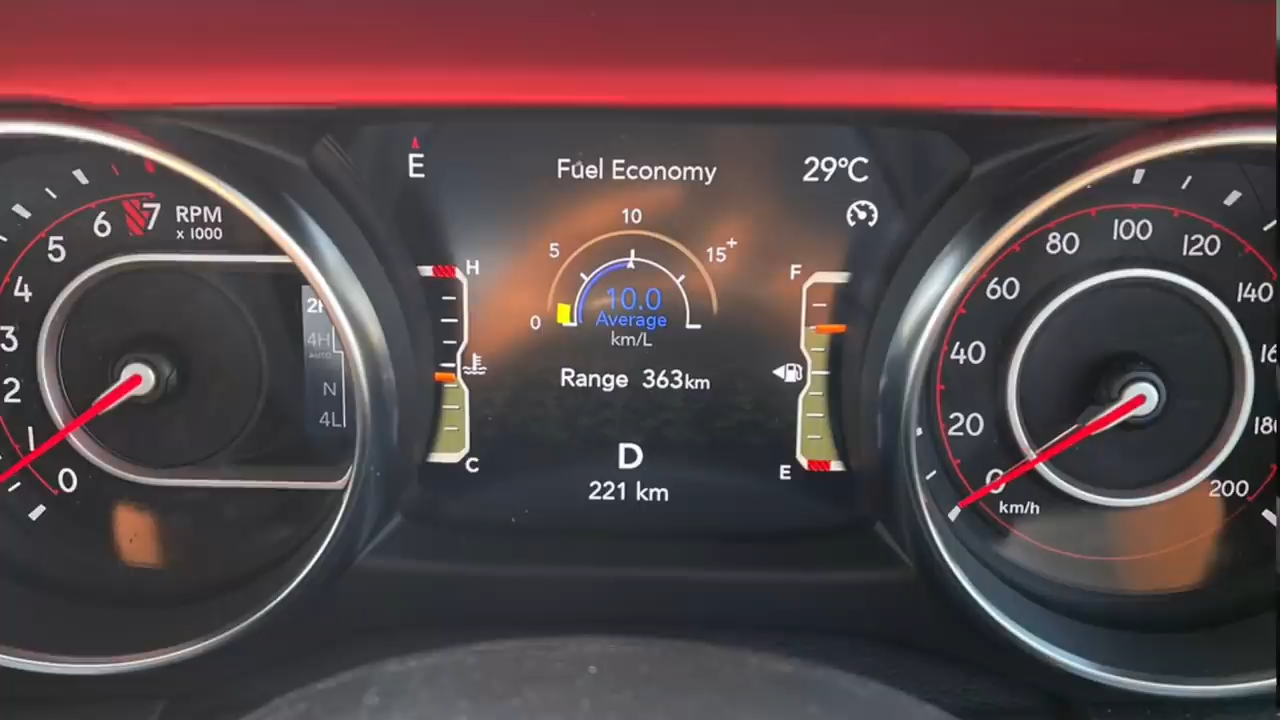 E
Fuel Economy
29°C
10
5
15+
0
10.0
Average
km/L
Range 363km
D
221 km
H
C
F
E
RPM
x 1000
7
6
5
4
3
2
1
0
4H
AUTO
N
4L
0
20
40
60
80
100
120
140
200
km/h